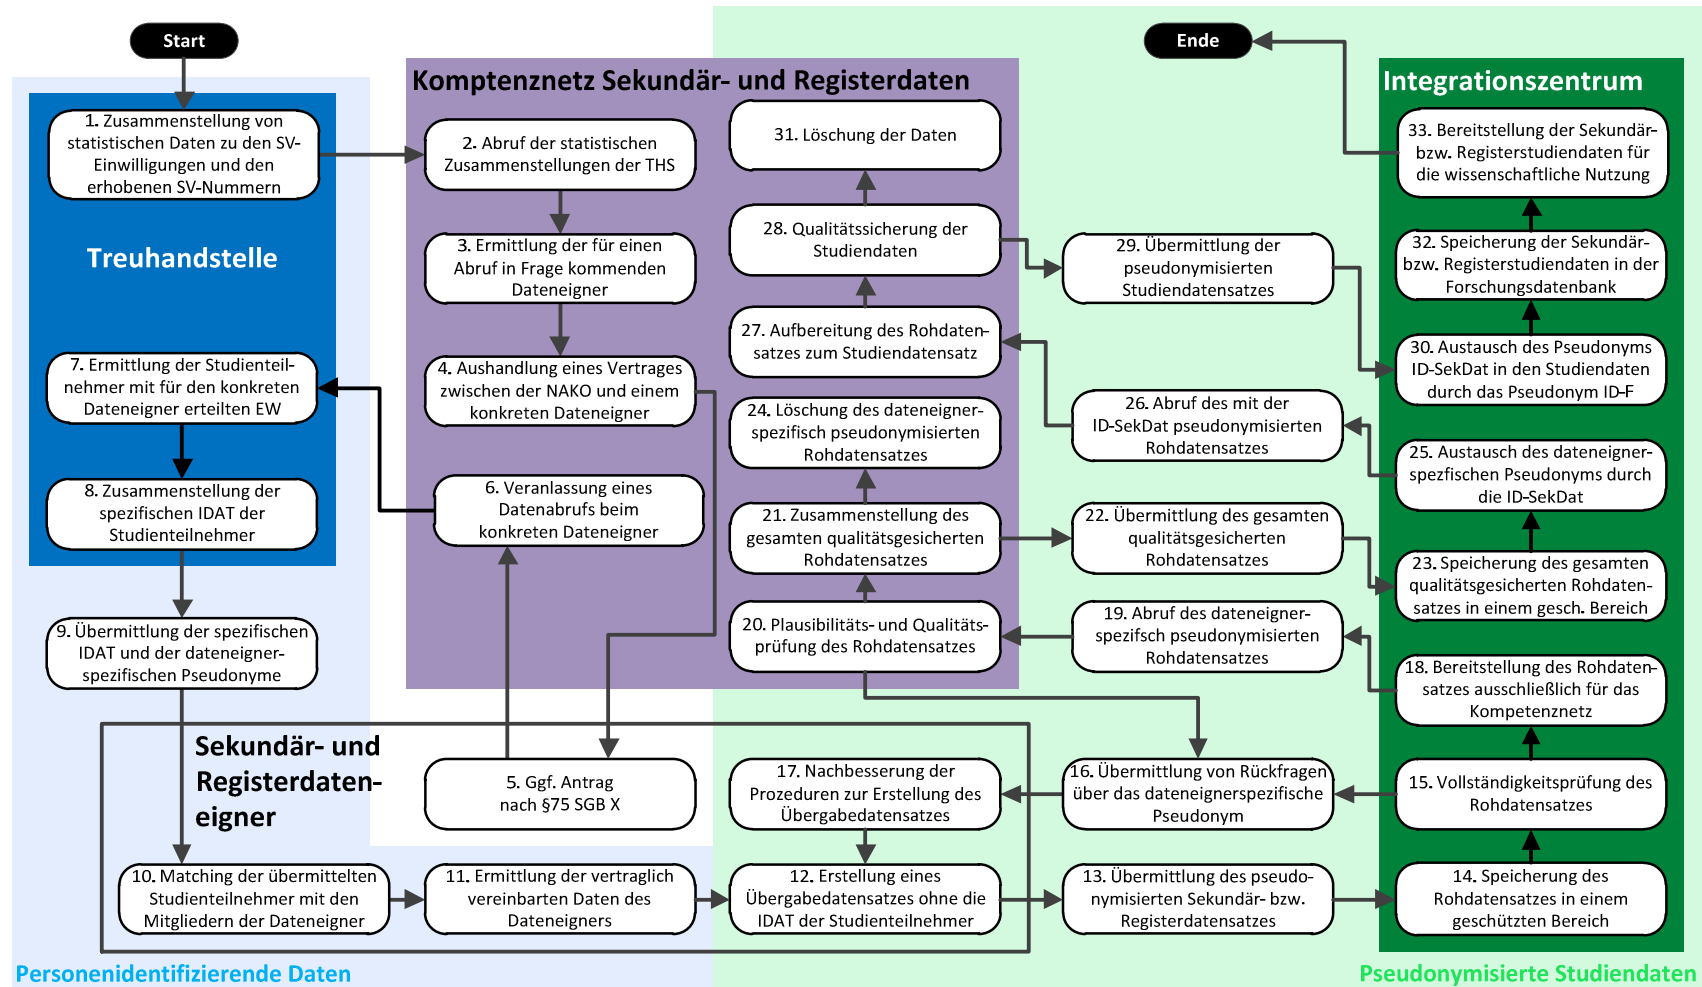 Start
Ende
Komptenznetz Sekundär- und Registerdaten
Integrationszentrum
1. Zusammenstellung von
statistischen Daten zu den SV-
Einwilligungen und den
erhobenen SV-Nummern
2. Abruf der statistischen
Zusammenstellungen der THS
31. Löschung der Daten
33. Bereitstellung der Sekundär-
bzw. Registerstudiendaten für
die wissenschaftliche Nutzung
Treuhandstelle
3. Ermittlung der für einen
Abruf in Frage kommenden
Dateneigner
28. Qualitätssicherung der
Studiendaten
29. Übermittlung der
pseudonymisierten
Studiendatensatzes
32. Speicherung der Sekundär-
bzw. Registerstudiendaten in der
Forschungsdatenbank
27. Aufbereitung des Rohdaten-
satzes zum Studiendatensatz
30. Austausch des Pseudonyms
ID-SekDat in den Studiendaten
durch das Pseudonym ID-F
7. Ermittlung der Studienteil-
nehmer mit für den konkreten
Dateneigner erteilten EW
4. Aushandlung eines Vertrages
zwischen der NAKO und einem
konkreten Dateneigner
24. Löschung des dateneigner-
spezifisch pseudonymisierten
Rohdatensatzes
26. Abruf des mit der
ID-SekDat pseudonymisierten
Rohdatensatzes
25. Austausch des dateneigner-
spezfischen Pseudonyms durch
die ID-SekDat
8. Zusammenstellung der
spezifischen IDAT der
Studienteilnehmer
6. Veranlassung eines
Datenabrufs beim
konkreten Dateneigner
21. Zusammenstellung des
gesamten qualitätsgesicherten
Rohdatensatzes
22. Übermittlung des gesamten
qualitätsgesicherten
Rohdatensatzes
23. Speicherung des gesamten
qualitätsgesicherten Rohdaten-
satzes in einem gesch. Bereich
9. Übermittlung der spezifischen
IDAT und der dateneigner-
spezifischen Pseudonyme
20. Plausibilitäts- und Qualitäts-
prüfung des Rohdatensatzes
19. Abruf des dateneigner-
spezifsch pseudonymisierten
Rohdatensatzes
18. Bereitstellung des Rohdaten-
satzes ausschließlich für das
Kompetenznetz
Sekundär- und
Registerdaten-
eigner
5. Ggf. Antrag
nach §75 SGB X
17. Nachbesserung der
Prozeduren zur Erstellung des
Übergabedatensatzes
16. Übermittlung von Rückfragen
über das dateneignerspezifische
Pseudonym
15. Vollständigkeitsprüfung des
Rohdatensatzes
10. Matching der übermittelten
Studienteilnehmer mit den
Mitgliedern der Dateneigner
11. Ermittlung der vertraglich
vereinbarten Daten des
Dateneigners
12. Erstellung eines
Übergabedatensatzes ohne die
IDAT der Studienteilnehmer
13. Übermittlung des pseudo-
nymisierten Sekundär- bzw.
Registerdatensatzes
14. Speicherung des
Rohdatensatzes in einem
geschützten Bereich
Personenidentifizierende Daten
Pseudonymisierte Studiendaten